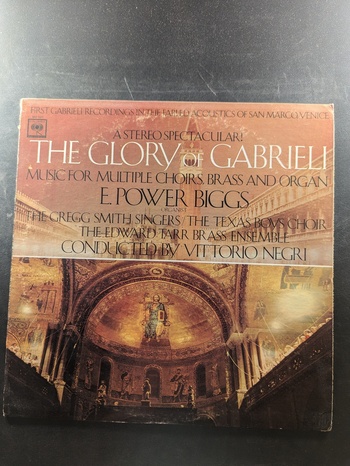 FIRST GABRIELI RECORDINGS IN THE FABLED ACOUSTICS OF SAN MARCO, VENICE
A STEREO SPECTACULAR!
THE GLORY OF GABRIELI
MUSIC FOR MULTIPLE CHOIRS, BRASS AND ORGAN
E. POWER BIGGS
ORGANIST
THE GREGG SMITH SINGERS / THE TEXAS BOYS CHOIR
THE EDWARD TARR BRASS ENSEMBLE
CONDUCTED BY VITTORIO NEGRI